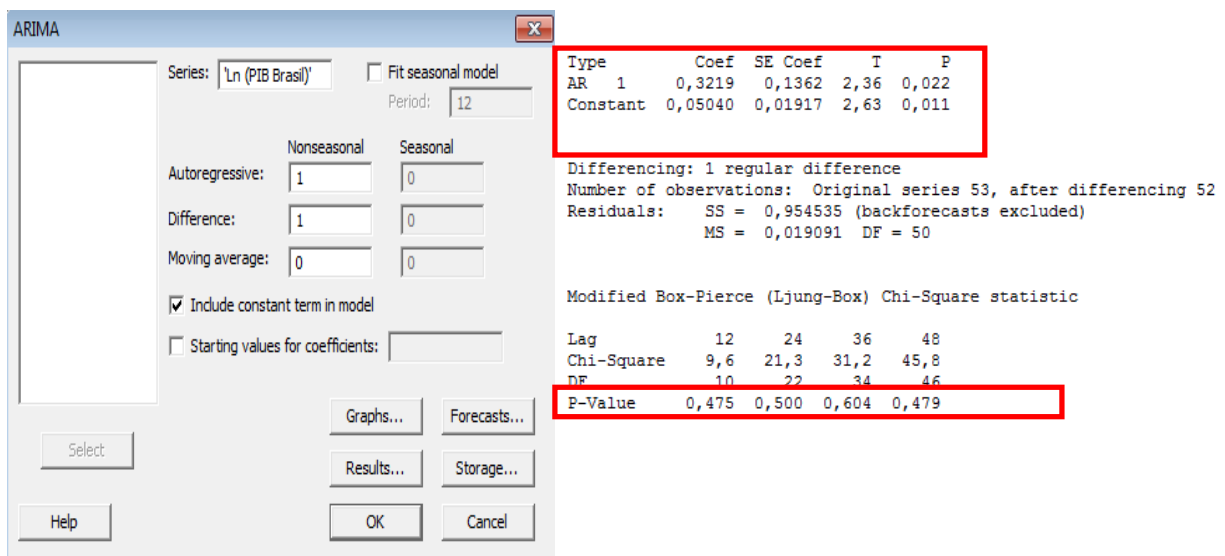 ARIMA
Series: 'Ln (PIB Brasil)' Fit seasonal model
Period: 12
Nonseasonal Seasonal
Autoregressive: 1 0
Difference: 1 0
Moving average: 0 0
Include constant term in model
Starting values for coefficients:
Graphs... Forecasts...
Select
Results... Storage...
Help OK Cancel
Type Coef SE Coef T P
AR 1 0,3219 0,1362 2,36 0,022
Constant 0,05040 0,01917 2,63 0,011
Differencing: 1 regular difference
Number of observations: Original series 53, after differencing 52
Residuals: SS = 0,954535 (backforecasts excluded)
MS = 0,019091 DF = 50
Modified Box-Pierce (Ljung-Box) Chi-Square statistic
Lag 12 24 36 48
Chi-Square 9,6 21,3 31,2 45,8
DF 10 22 34 46
P-Value 0,475 0,500 0,604 0,479